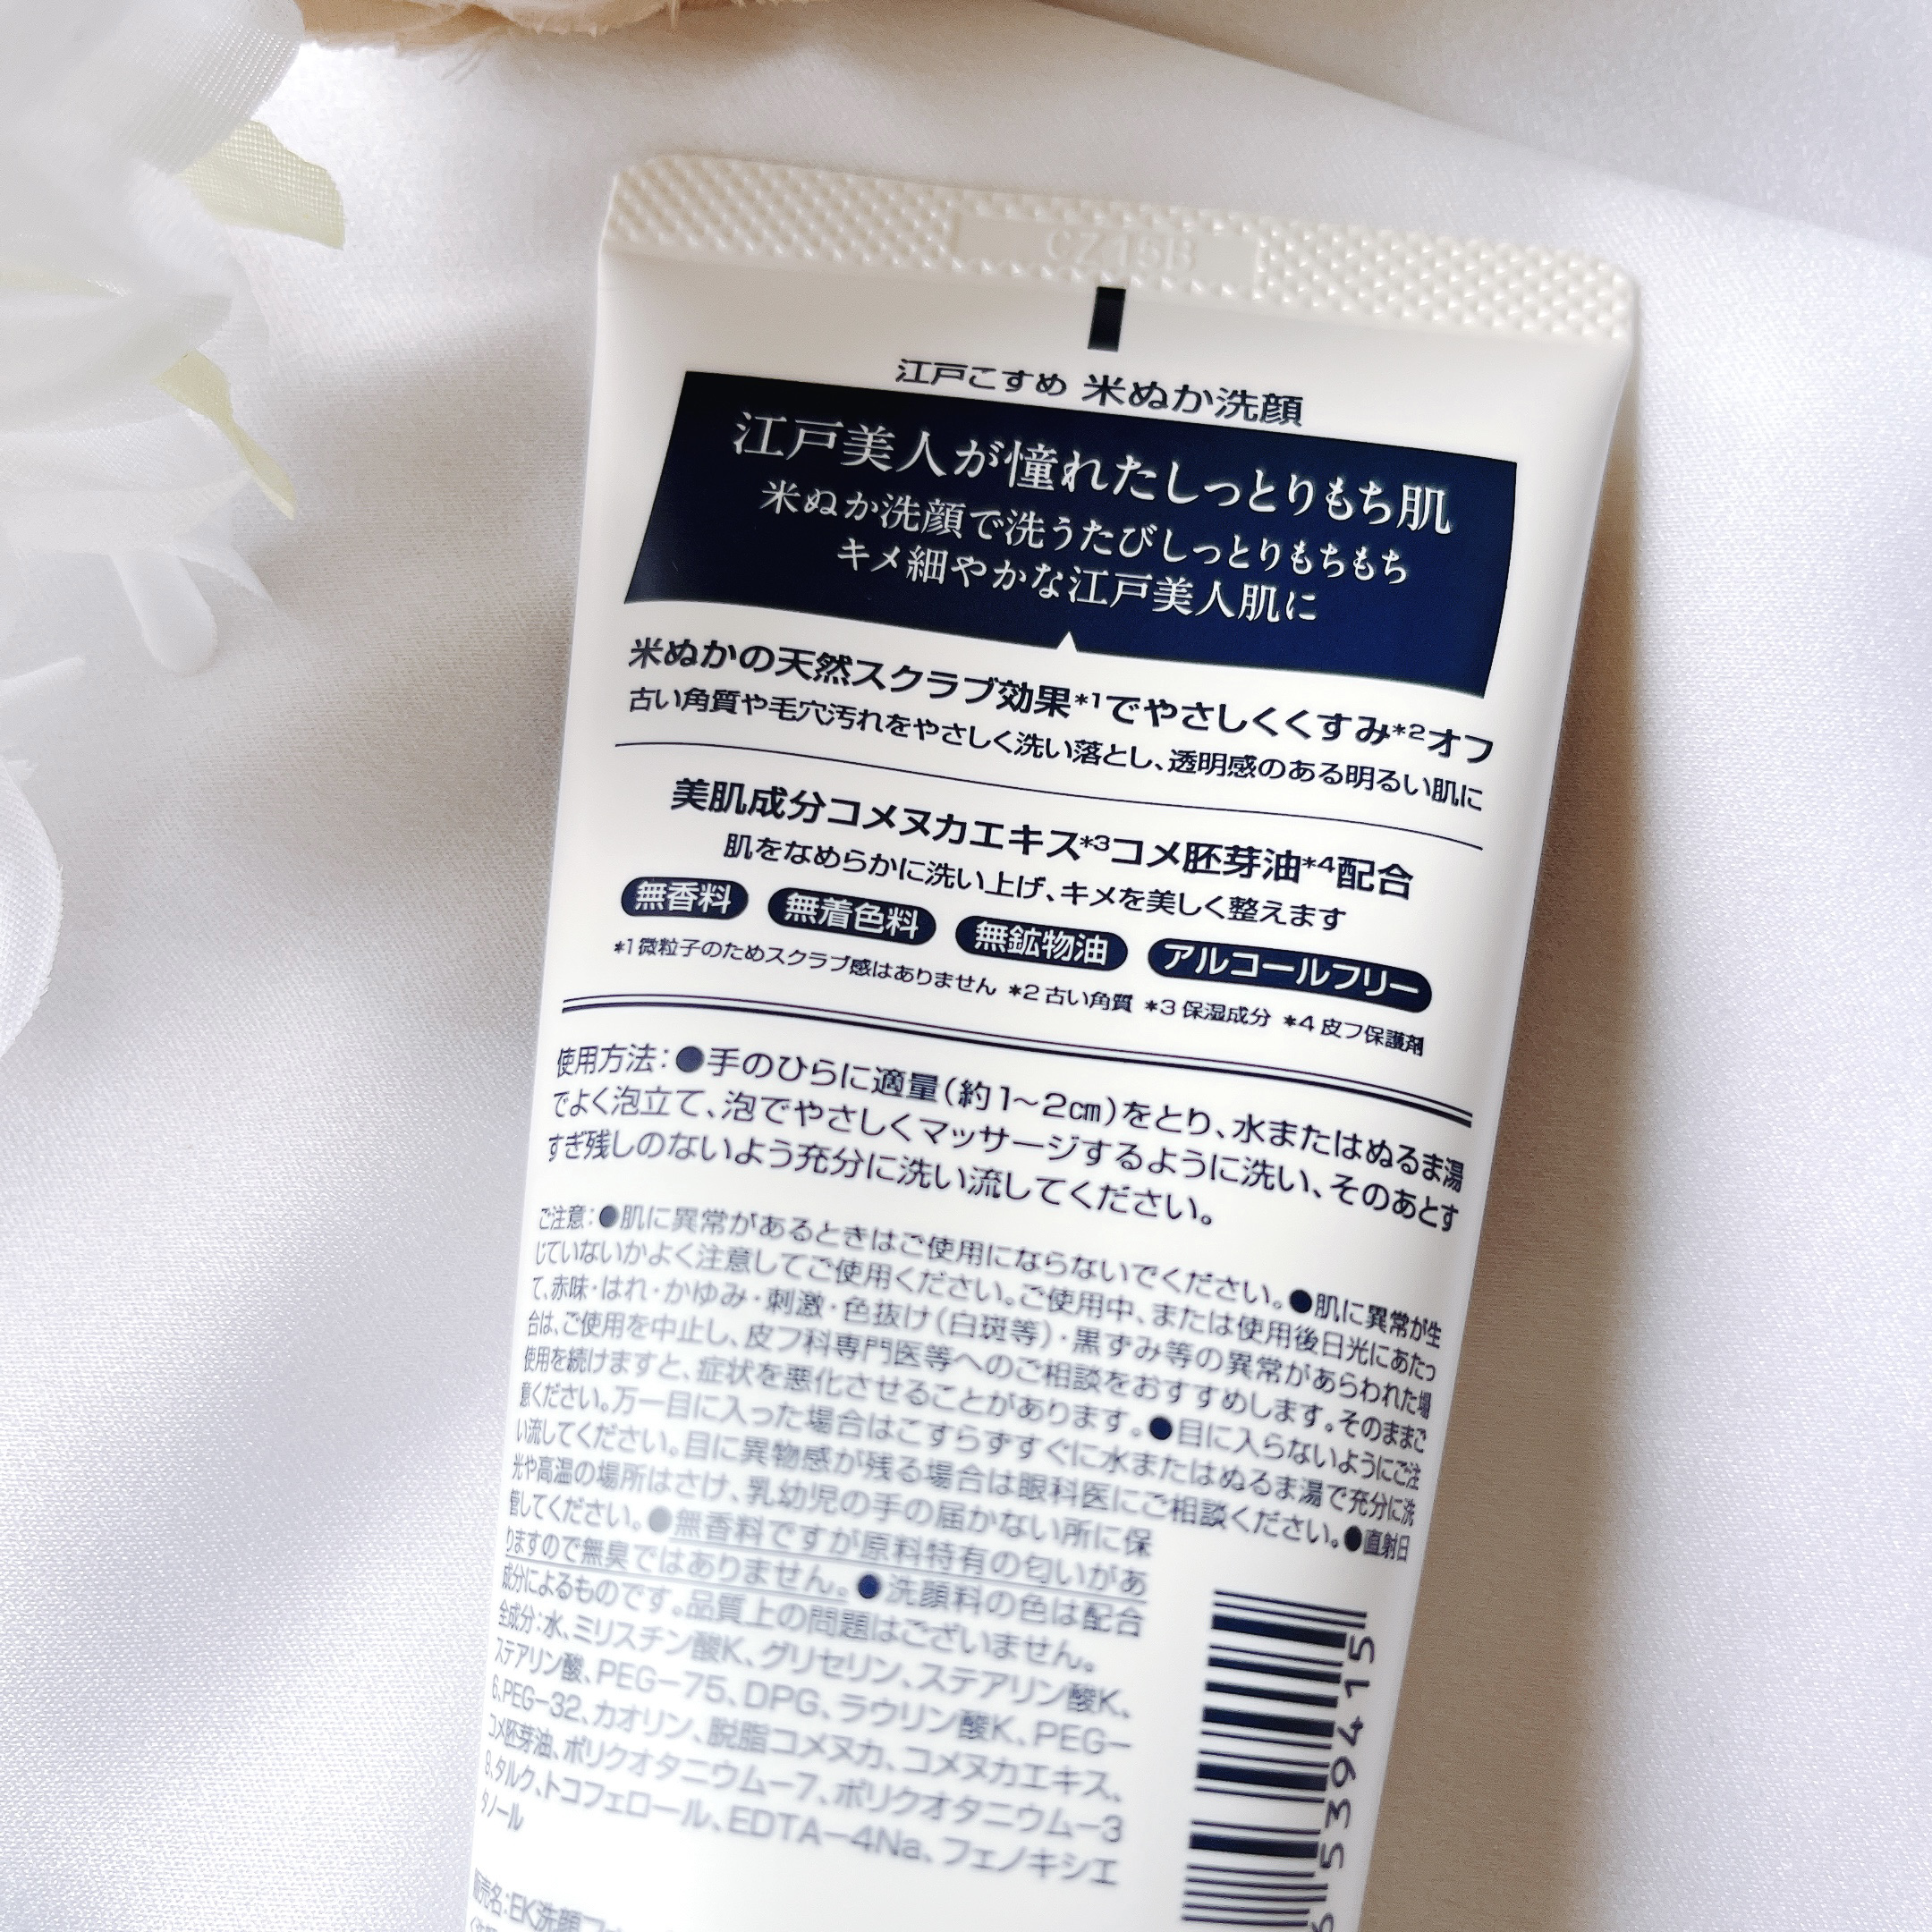 CZ15B
江戸こすめ 米ぬか洗顔
江戸美人が憧れたしっとりもち肌
米ぬか洗顔で洗うたびしっとりもちもち
キメ細やかな江戸美人肌に
米ぬかの天然スクラブ効果*1でやさしくくすみ*2オフ
古い角質や毛穴汚れをやさしく洗い落とし、透明感のある明るい肌に
美肌成分コメヌカエキス*3コメ胚芽油*4配合
肌をなめらかに洗い上げ、キメを美しく整えます
無香料 無着色料 無鉱物油 アルコールフリー
*1 微粒子のためスクラブ感はありません *2 古い角質 *3 保湿成分 *4 皮フ保護剤
使用方法：●手のひらに適量(約1〜2㎝)をとり、水またはぬるま湯
でよく泡立て、泡でやさしくマッサージするように洗い、そのあとす
すぎ残しのないよう充分に洗い流してください。
ご注意：●肌に異常があるときはご使用にならないでください。●肌に異常が生
じていないかよく注意してご使用ください。ご使用中、または使用後日光にあたっ
て、赤味・はれ・かゆみ・刺激・色抜け(白斑等)・黒ずみ等の異常があらわれた場
合は、ご使用を中止し、皮フ科専門医等へのご相談をおすすめします。そのままご
使用を続けますと、症状を悪化させることがあります。●目に入らないようにご注
意ください。万一目に入った場合はこすらずすぐに水またはぬるま湯で充分に洗
い流してください。目に異物感が残る場合は眼科医にご相談ください。●直射日
光や高温の場所はさけ、乳幼児の手の届かない所に保
管してください。●無香料ですが原料特有の匂いがあ
りますので無臭ではありません。●洗顔料の色は配合
成分によるものです。品質上の問題はございません。
全成分：水、ミリスチン酸K、グリセリン、ステアリン酸K、
ステアリン酸、PEG−75、DPG、ラウリン酸K、PEG−
6、PEG−32、カオリン、脱脂コメヌカ、コメヌカエキス、
コメ胚芽油、ポリクオタニウム−7、ポリクオタニウム−3
9、タルク、トコフェロール、EDTA−4Na、フェノキシエ
タノール
販売名：EK洗顔フォ
6 539415